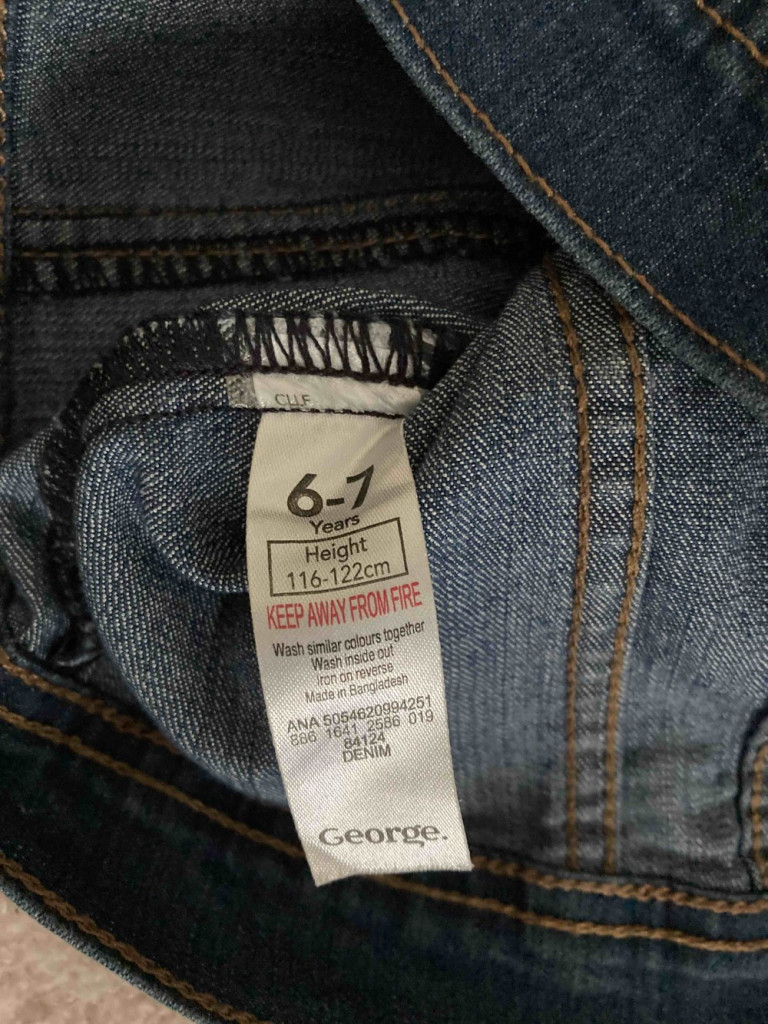 6-7
Years
Height
116-122cm
KEEP AWAY FROM FIRE
Wash similar colours together
Wash inside out
Iron on reverse
Made in Bangladesh
ANA 5054620994251
886 1641 2586 019
84124
DENIM
George.